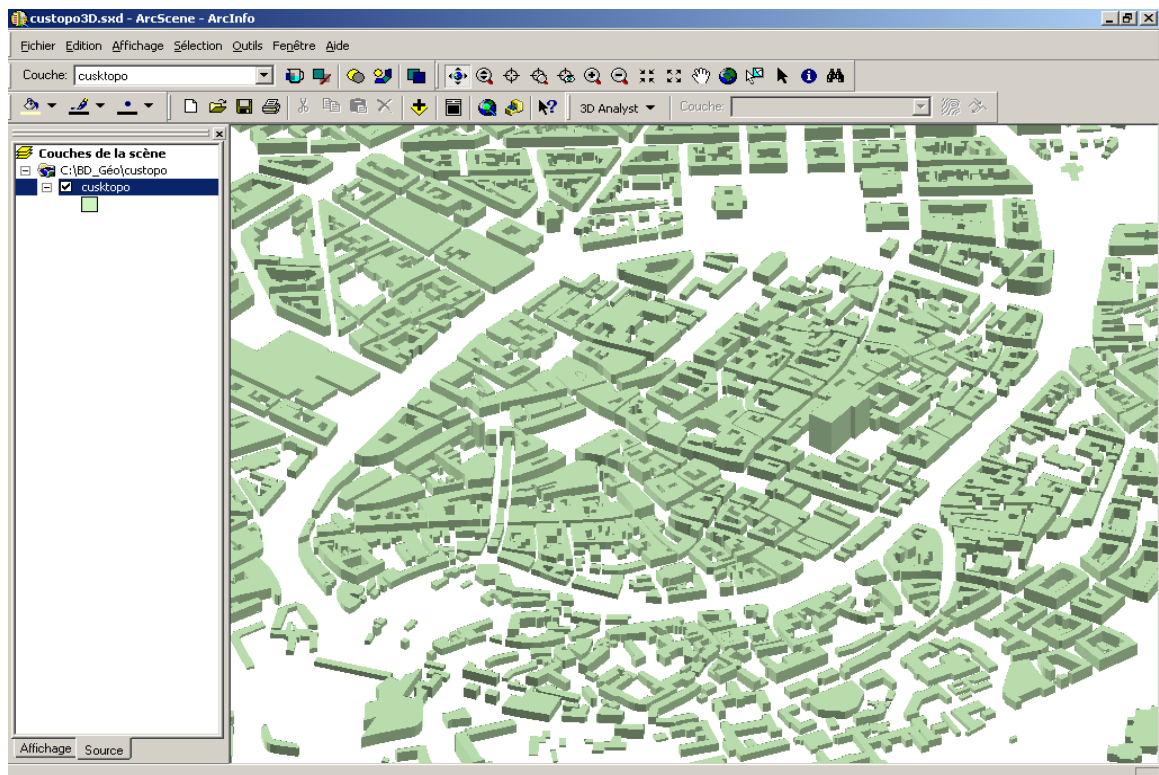 custopo3D.sxd - ArcScene - ArcInfo
Eichier Edition Affichage Sélection Outils Fenêtre Aide
Couche: cusktopo
3D Analyst Couche:
Couches de la scène
C:\BD_Géo\custopo
cusktopo
Affichage Source